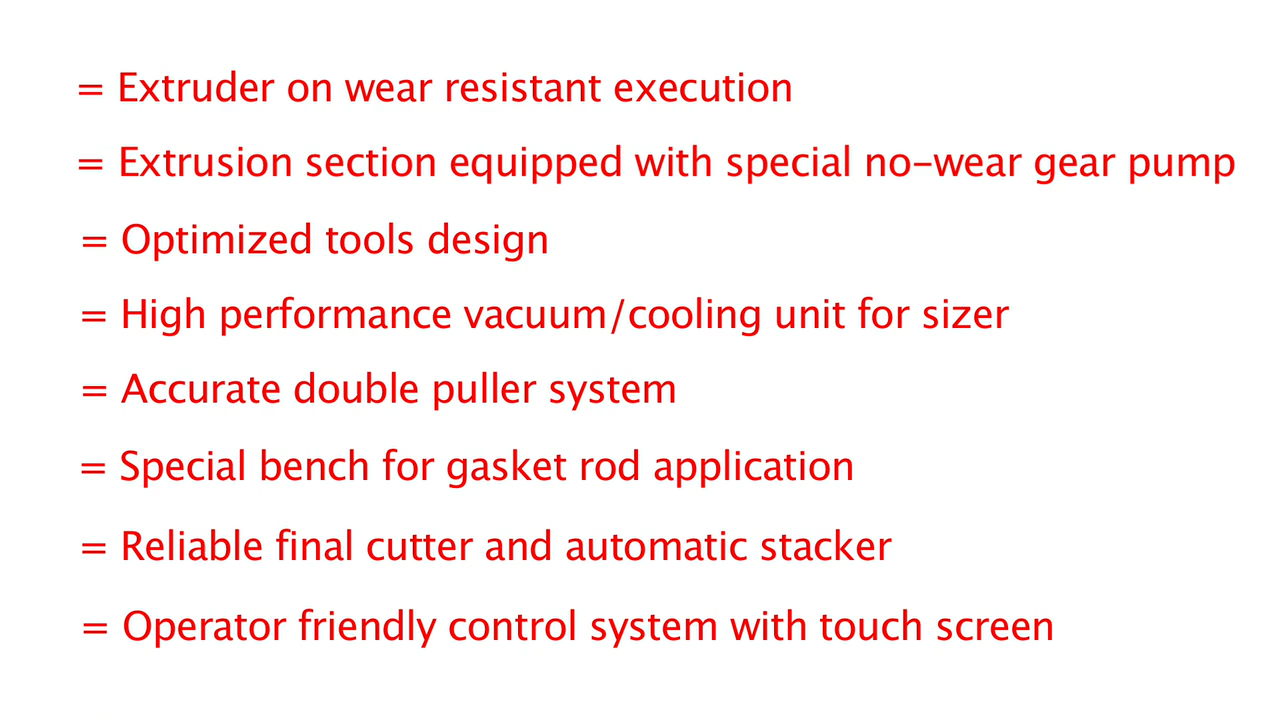 = Extruder on wear resistant execution
= Extrusion section equipped with special no-wear gear pump
= Optimized tools design
= High performance vacuum/cooling unit for sizer
= Accurate double puller system
= Special bench for gasket rod application
= Reliable final cutter and automatic stacker
= Operator friendly control system with touch screen